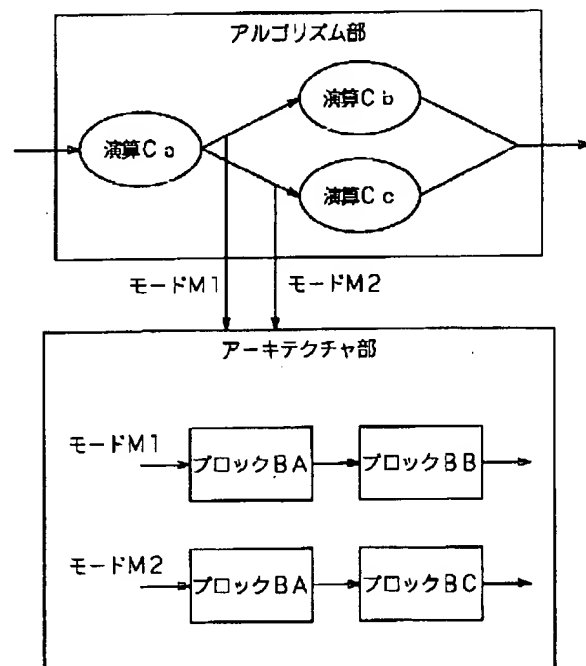 アルゴリズム部
演算Cb
演算Ca
演算Cc
モードM1
モードM2
アーキテクチャ部
モードM1
ブロックBA
ブロックBB
モードM2
ブロックBA
ブロックBC